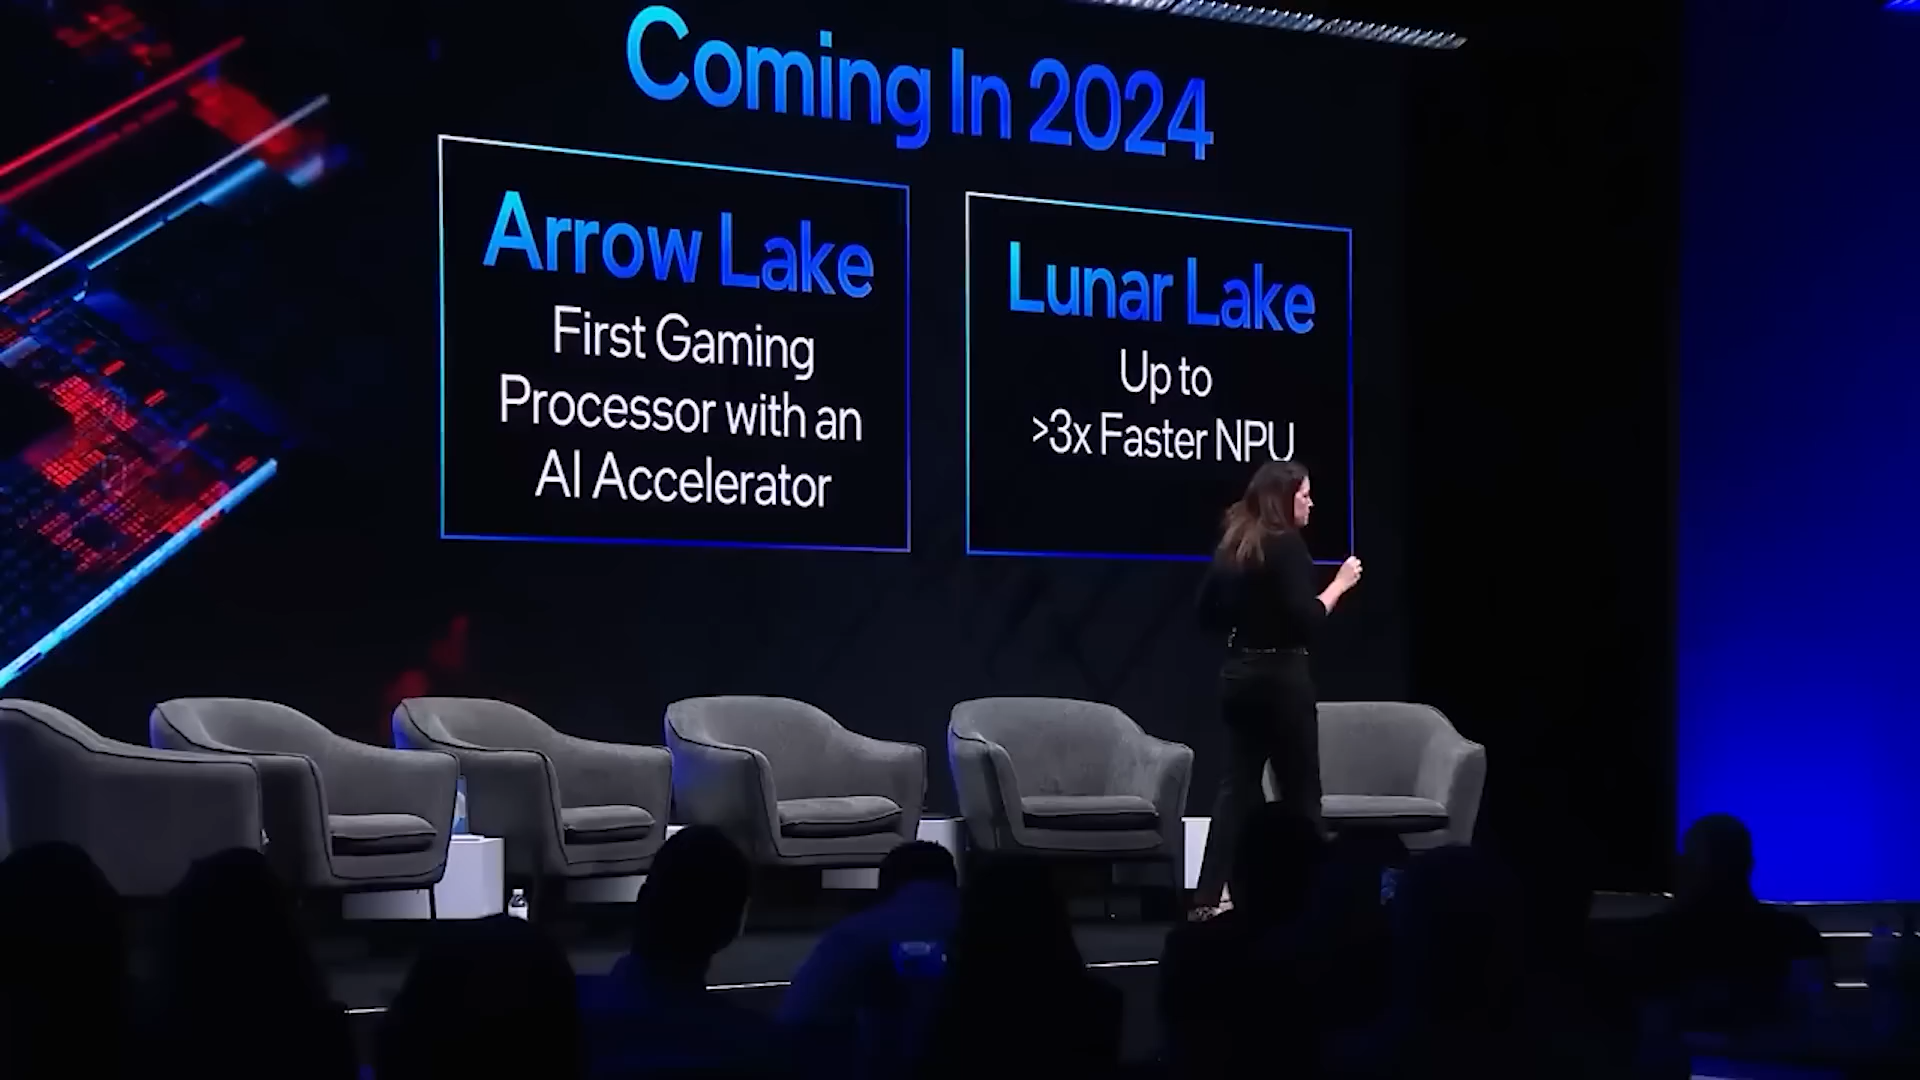 Coming In 2024
Arrow Lake
First Gaming
Processor with an
AI Accelerator
Lunar Lake
Up to
>3x Faster NPU